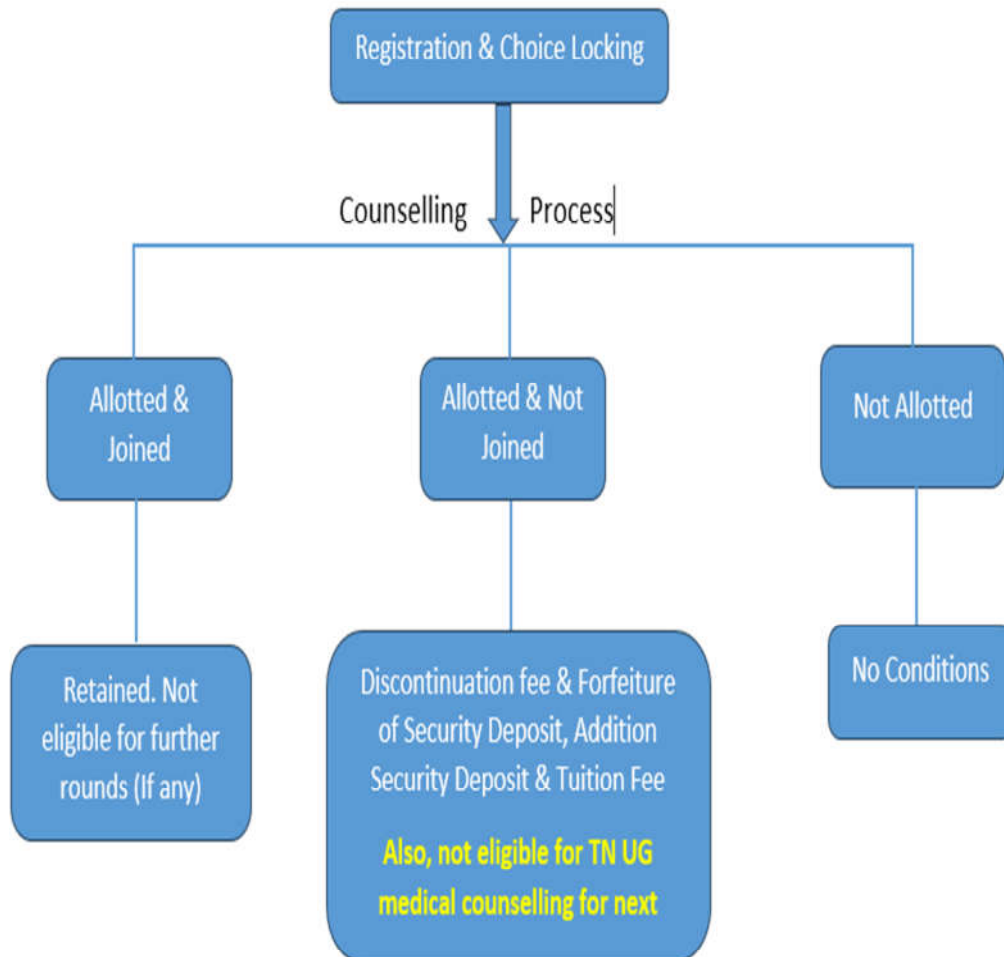 Registration & Choice Locking
Counselling Process
Allotted &
Joined
Allotted & Not
Joined
Not Allotted
Retained. Not
eligible for further
rounds (If any)
Discontinuation fee & Forfeiture
of Security Deposit, Addition
Security Deposit & Tuition Fee
Also, not eligible for TN UG
medical counselling for next
No Conditions